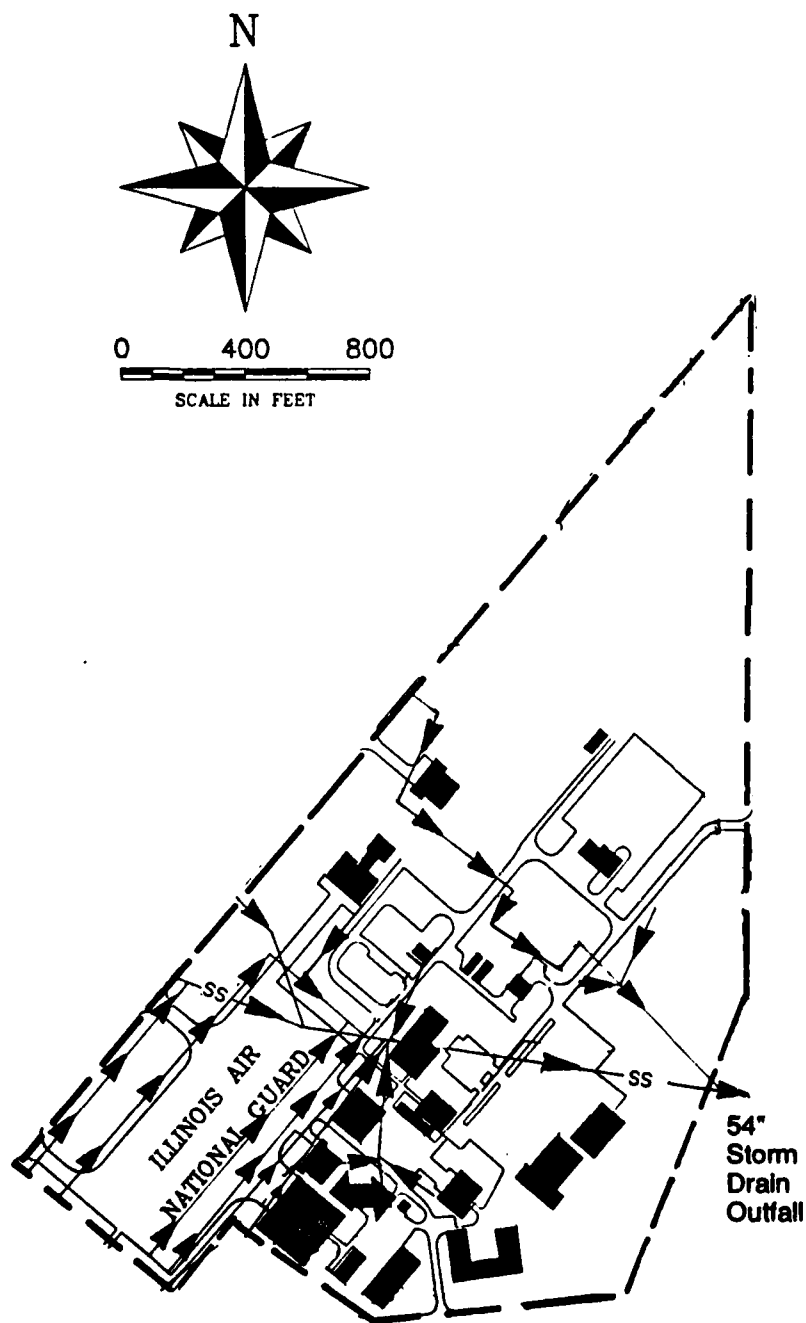 N
0 400 800
SCALE IN FEET
SS
ILLINOIS AIR
NATIONAL GUARD
SS
54"
Storm
Drain
Outfall